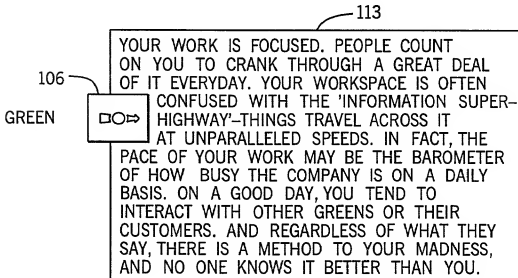 113
YOUR WORK IS FOCUSED. PEOPLE COUNT
ON YOU TO CRANK THROUGH A GREAT DEAL
106
OF IT EVERYDAY. YOUR WORKSPACE IS OFTEN
CONFUSED WITH THE 'INFORMATION SUPER-
GREEN
HIGHWAY'-THINGS TRAVEL ACROSS IT
AT UNPARALLELED SPEEDS. IN FACT, THE
PACE OF YOUR WORK MAY BE THE BAROMETER
OF HOW BUSY THE COMPANY IS ON A DAILY
BASIS. ON A GOOD DAY, YOU TEND TO
INTERACT WITH OTHER GREENS OR THEIR
CUSTOMERS. AND REGARDLESS OF WHAT THEY
SAY, THERE IS A METHOD TO YOUR MADNESS,
AND NO ONE KNOWS IT BETTER THAN YOU.